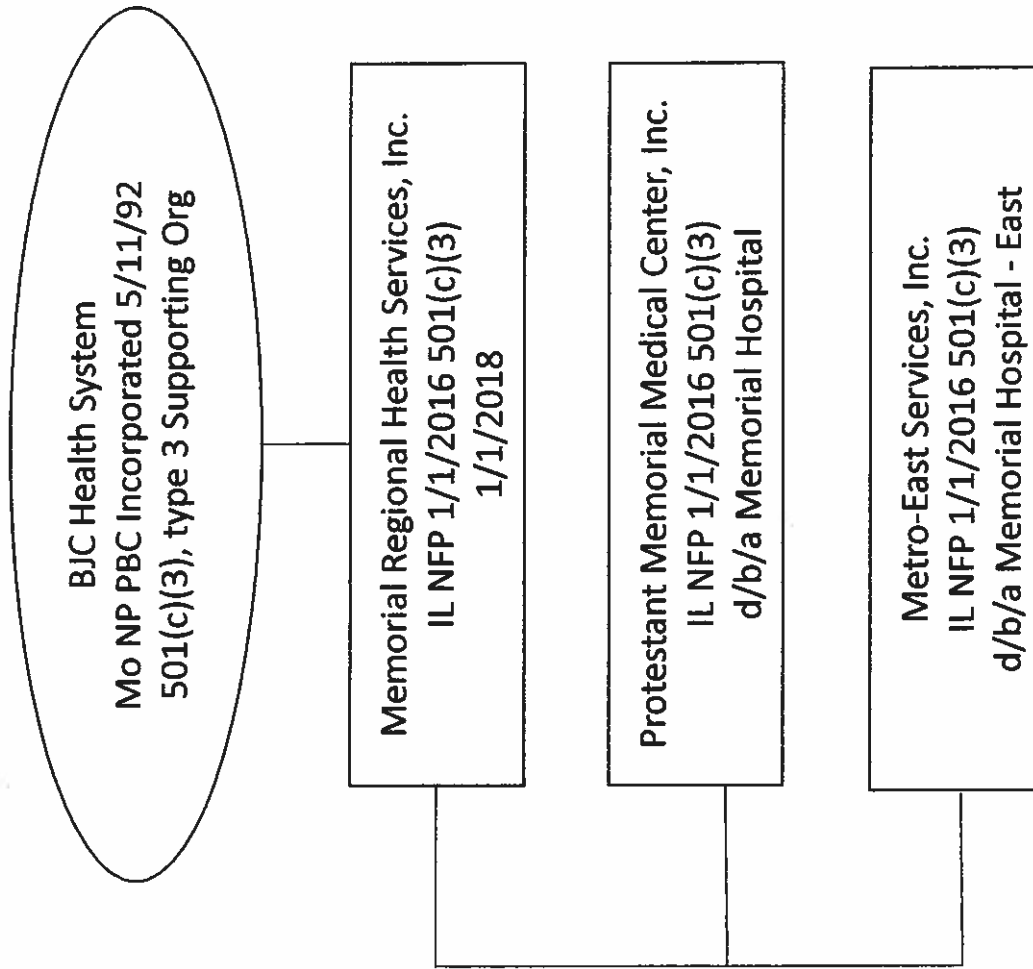 BJC Health System
Mo NP PBC Incorporated 5/11/92
501(c)(3), type 3 Supporting Org
Memorial Regional Health Services, Inc.
IL NFP 1/1/2016 501(c)(3)
1/1/2018
Protestant Memorial Medical Center, Inc.
IL NFP 1/1/2016 501(c)(3)
d/b/a Memorial Hospital
Metro-East Services, Inc.
IL NFP 1/1/2016 501(c)(3)
d/b/a Memorial Hospital - East